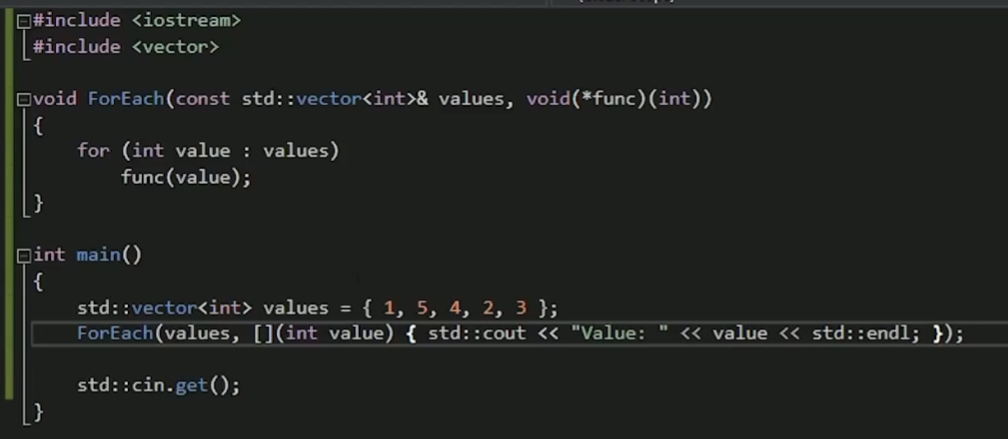 #include <iostream>
#include <vector>
void ForEach(const std::vector<int>& values, void(*func)(int))
{
    for (int value : values)
        func(value);
}
int main()
{
    std::vector<int> values = { 1, 5, 4, 2, 3 };
    ForEach(values, [](int value) { std::cout << "Value: " << value << std::endl; });
    std::cin.get();
}